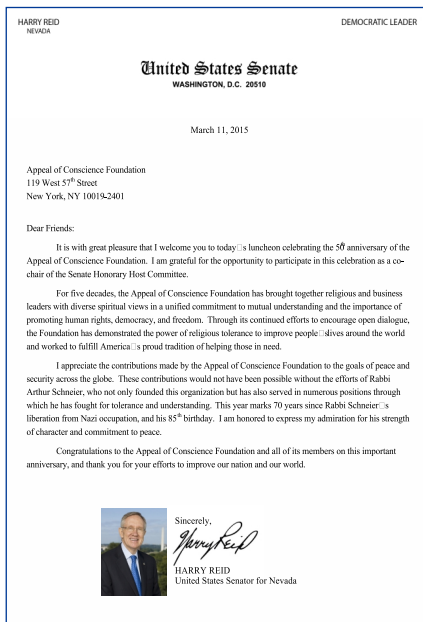 HARRY REID
NEVADA
DEMOCRATIC LEADER
United States Senate
WASHINGTON, D.C. 20510
March 11, 2015
Appeal of Conscience Foundation
119 West 57th Street
New York, NY 10019-2401
Dear Friends:
It is with great pleasure that I welcome you to today□s luncheon celebrating the 50th anniversary of the
Appeal of Conscience Foundation. I am grateful for the opportunity to participate in this celebration as a co-
chair of the Senate Honorary Host Committee.
For five decades, the Appeal of Conscience Foundation has brought together religious and business
leaders with diverse spiritual views in a unified commitment to mutual understanding and the importance of
promoting human rights, democracy, and freedom. Through its continued efforts to encourage open dialogue,
the Foundation has demonstrated the power of religious tolerance to improve people□slives around the world
and worked to fulfill America□s proud tradition of helping those in need.
I appreciate the contributions made by the Appeal of Conscience Foundation to the goals of peace and
security across the globe. These contributions would not have been possible without the efforts of Rabbi
Arthur Schneier, who not only founded this organization but has also served in numerous positions through
which he has fought for tolerance and understanding. This year marks 70 years since Rabbi Schneier□s
liberation from Nazi occupation, and his 85th birthday. I am honored to express my admiration for his strength
of character and commitment to peace.
Congratulations to the Appeal of Conscience Foundation and all of its members on this important
anniversary, and thank you for your efforts to improve our nation and our world.
Sincerely,
Harry Reid
HARRY REID
United States Senator for Nevada